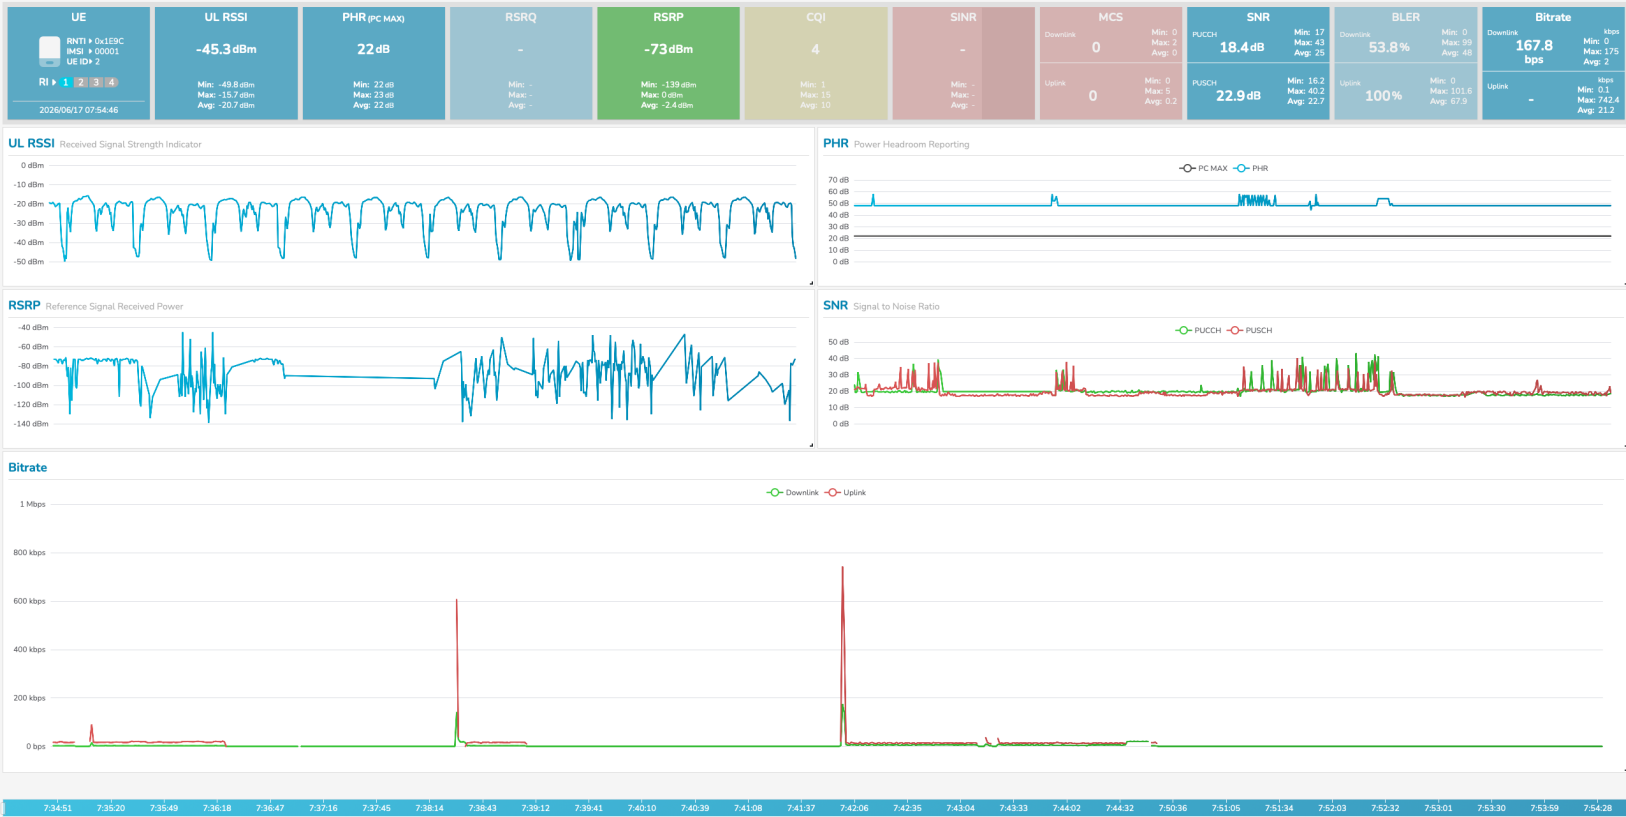 UE
RNTI 0x1E9C
IMSI 00001
UE ID 2
RI 1 2 3 4
2026/06/17 07:54:46
UL RSSI
-45.3 dBm
Min: -49.8 dBm
Max: -15.7 dBm
Avg: -20.7 dBm
PHR (PC MAX)
22 dB
Min: 22 dB
Max: 23 dB
Avg: 22 dB
RSRQ
-
Min: -
Max: -
Avg: -
RSRP
-73 dBm
Min: -139 dBm
Max: 0 dBm
Avg: -2.4 dBm
CQI
4
Min: 1
Max: 15
Avg: 10
SINR
-
Min: -
Max: -
Avg: -
MCS
Downlink
0
Min: 0
Max: 2
Avg: 0
Uplink
0
Min: 0
Max: 5
Avg: 0.2
SNR
PUCCH
18.4 dB
Min: 17
Max: 43
Avg: 25
PUSCH
22.9 dB
Min: 16.2
Max: 40.2
Avg: 22.7
BLER
Downlink
53.8 %
Min: 0
Max: 99
Avg: 48
Uplink
100 %
Min: 0
Max: 101.6
Avg: 67.9
Bitrate
Downlink
167.8
bps
kbps
Min: 0
Max: 175
Avg: 2
Uplink
-
kbps
Min: 0.1
Max: 742.4
Avg: 21.2
UL RSSI Received Signal Strength Indicator
0 dBm
-10 dBm
-20 dBm
-30 dBm
-40 dBm
-50 dBm
PHR Power Headroom Reporting
PC MAX PHR
70 dB
60 dB
50 dB
40 dB
30 dB
20 dB
10 dB
0 dB
RSRP Reference Signal Received Power
-40 dBm
-60 dBm
-80 dBm
-100 dBm
-120 dBm
-140 dBm
SNR Signal to Noise Ratio
PUCCH PUSCH
50 dB
40 dB
30 dB
20 dB
10 dB
0 dB
Bitrate
Downlink Uplink
1 Mbps
800 kbps
600 kbps
400 kbps
200 kbps
0 bps
7:34:51 7:35:20 7:35:49 7:36:18 7:36:47 7:37:16 7:37:45 7:38:14 7:38:43 7:39:12 7:39:41 7:40:10 7:40:39 7:41:08 7:41:37 7:42:06 7:42:35 7:43:04 7:43:33 7:44:02 7:44:32 7:50:36 7:51:05 7:51:34 7:52:03 7:52:32 7:53:01 7:53:30 7:53:59 7:54:28